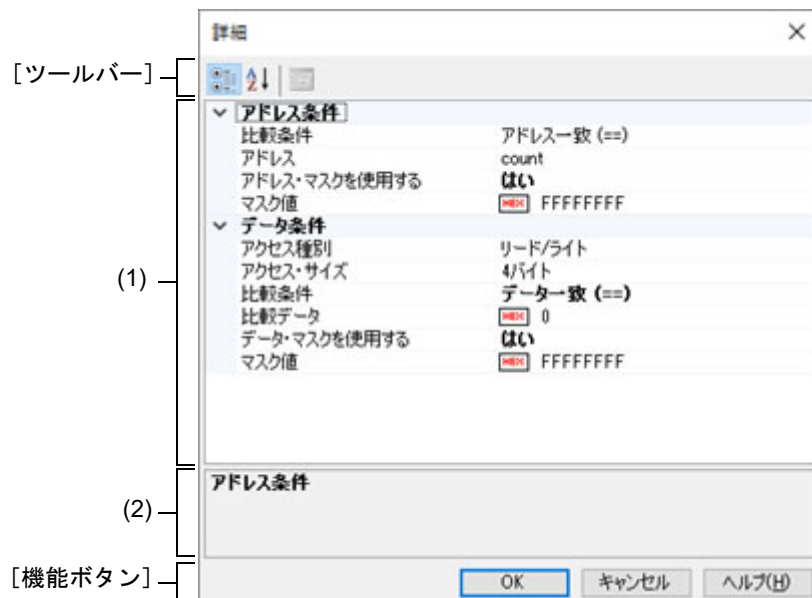 詳細
[ツールバー]
(1)
アドレス条件
比較条件 アドレス一致 (==)
アドレス count
アドレス・マスクを使用する はい
マスク値 HEX FFFFFFFF
データ条件
アクセス種別 リード/ライト
アクセス・サイズ 4バイト
比較条件 データ一致 (==)
比較データ HEX 0
データ・マスクを使用する はい
マスク値 HEX FFFFFFFF
(2)
アドレス条件
[機能ボタン]
OK キャンセル ヘルプ(H)